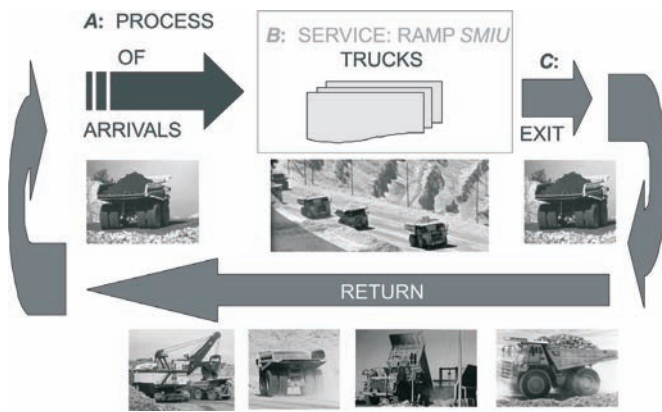 A: PROCESS
OF
ARRIVALS
B: SERVICE: RAMP SMIU
TRUCKS
C:
EXIT
RETURN